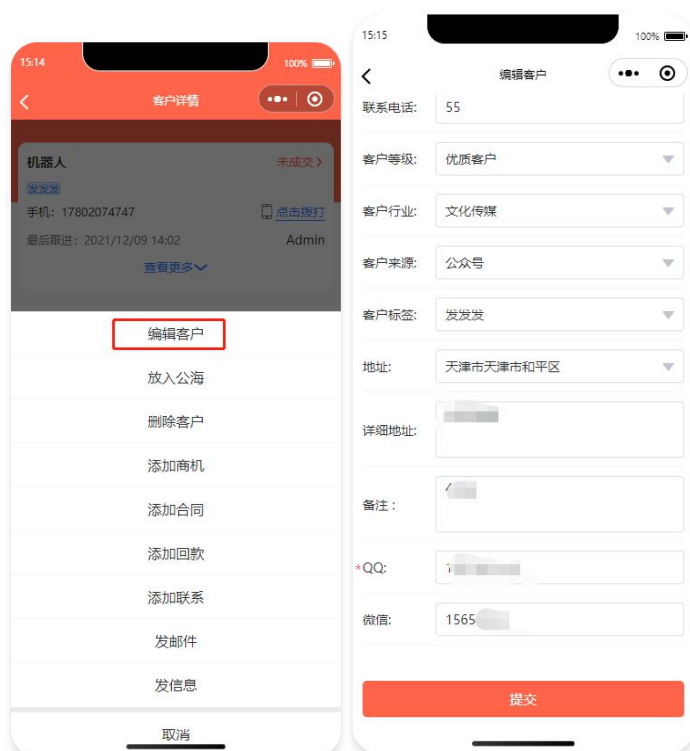 15:14
100%
客户详情
机器人
未成交>
发发发
手机: 17802074747
点击拨打
最后跟进: 2021/12/09 14:02
Admin
查看更多
编辑客户
放入公海
删除客户
添加商机
添加合同
添加回款
添加联系
发邮件
发信息
取消
15:15
100%
编辑客户
联系电话: 55
客户等级: 优质客户
客户行业: 文化传媒
客户来源: 公众号
客户标签: 发发发
地址: 天津市天津市和平区
详细地址:
备注：
*QQ:
微信: 1565
提交